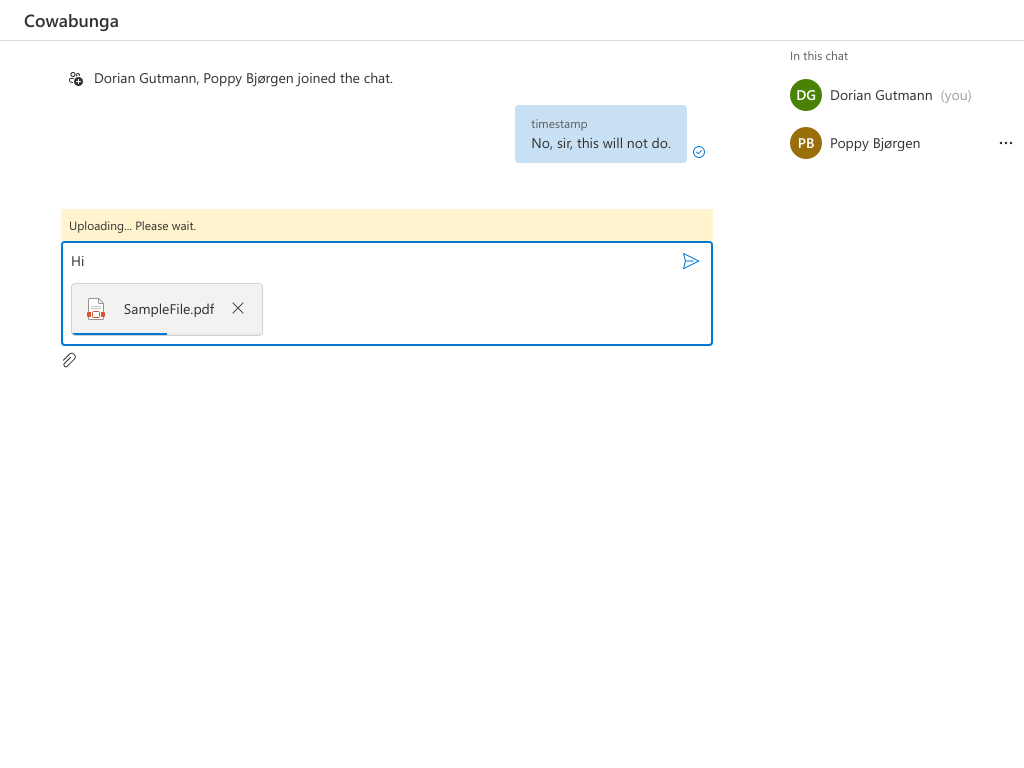 Cowabunga
Dorian Gutmann, Poppy Bjørgen joined the chat.
timestamp
No, sir, this will not do.
Uploading... Please wait.
Hi
SampleFile.pdf
In this chat
DG Dorian Gutmann (you)
PB Poppy Bjørgen